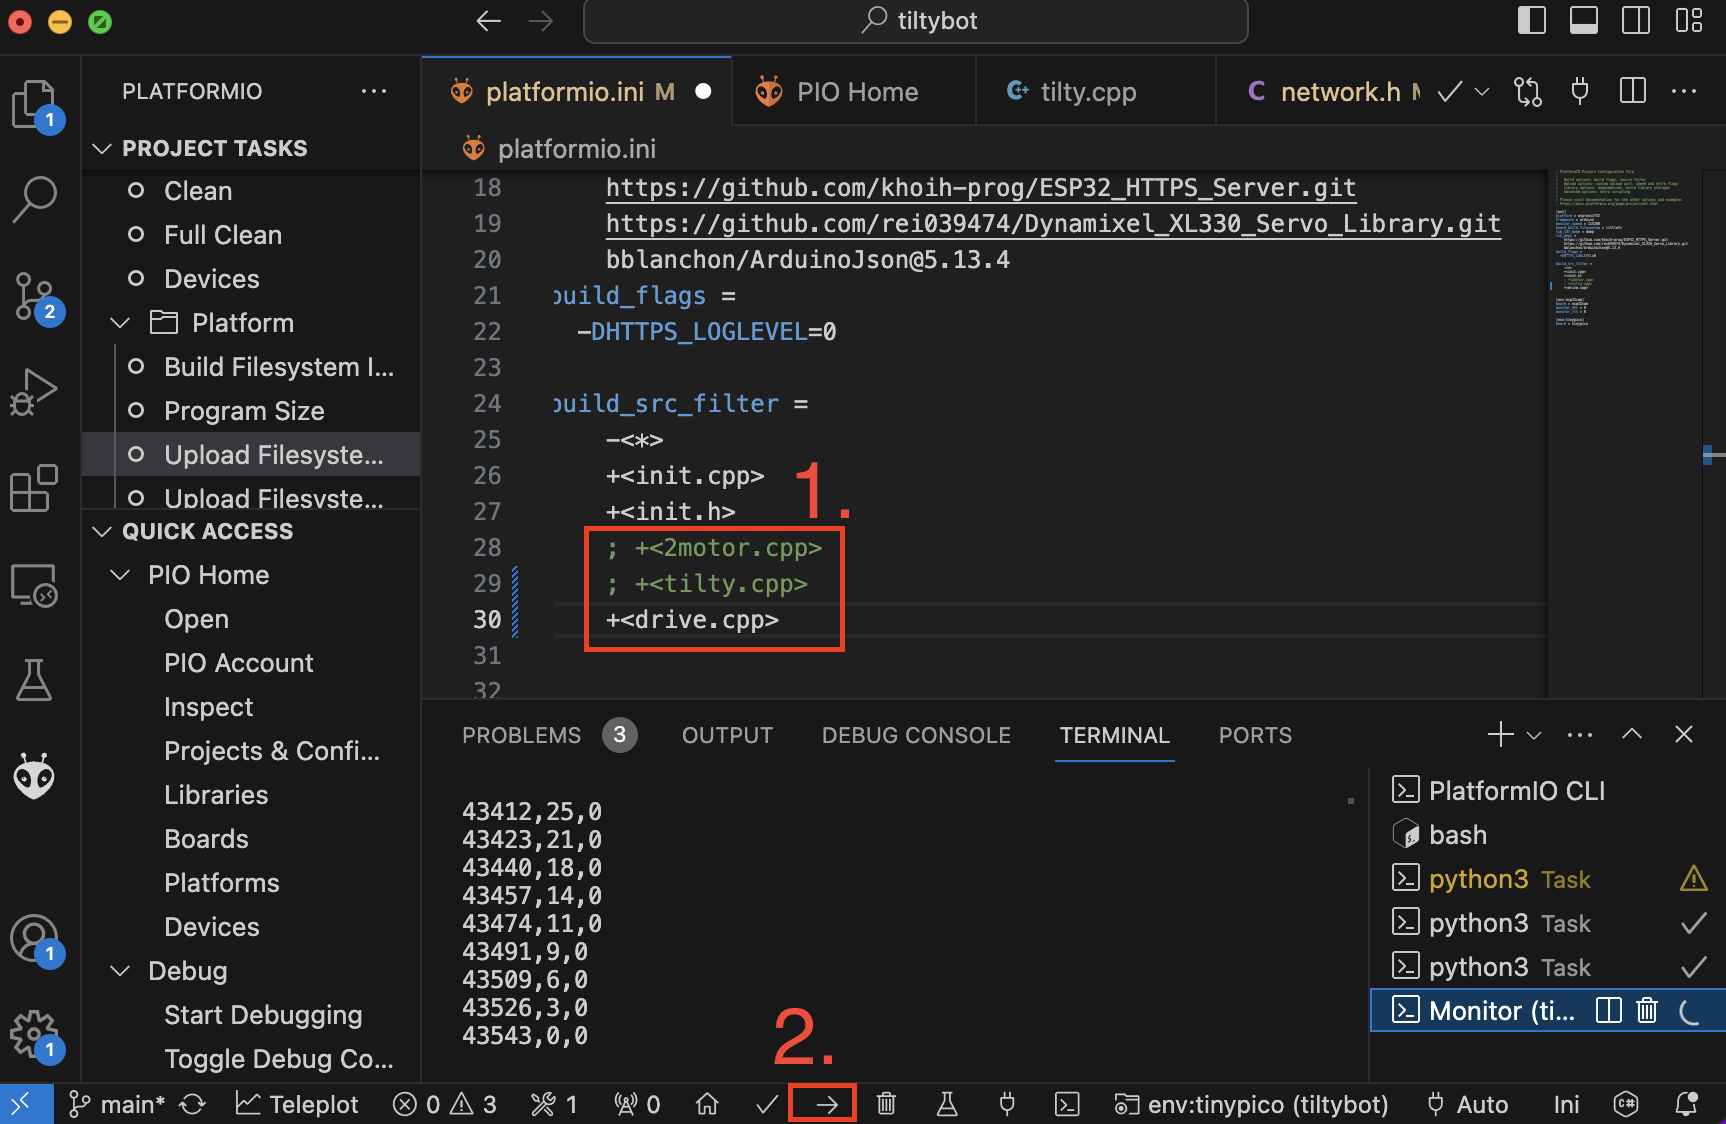 tiltybot
PLATFORMIO
platformio.ini M
PIO Home
tilty.cpp
C network.h
1
PROJECT TASKS
platformio.ini
Clean
Full Clean
Devices
Platform
Build Filesystem I...
Program Size
Upload Filesyste...
Upload Filesyste...
2
18 https://github.com/khoih-prog/ESP32_HTTPS_Server.git
19 https://github.com/rei039474/Dynamixel_XL330_Servo_Library.git
20 bblanchon/ArduinoJson@5.13.4
21 build_flags =
22 -DHTTPS_LOGLEVEL=0
23
24 build_src_filter =
25 -<*>
26 +<init.cpp>
27 +<init.h>
28 ; +<2motor.cpp>
29 ; +<tilty.cpp>
30 +<drive.cpp>
31
32
1.
QUICK ACCESS
PIO Home
Open
PIO Account
Inspect
Projects & Confi...
Libraries
Boards
Platforms
Devices
Debug
Start Debugging
Toggle Debug Co...
1
1
PROBLEMS 3
OUTPUT
DEBUG CONSOLE
TERMINAL
PORTS
43412,25,0
43423,21,0
43440,18,0
43457,14,0
43474,11,0
43491,9,0
43509,6,0
43526,3,0
43543,0,0
PlatformIO CLI
bash
python3 Task
python3 Task
python3 Task
Monitor (ti...
2.
main*
Teleplot
0
3
1
0
env:tinypico (tiltybot)
Auto
Ini